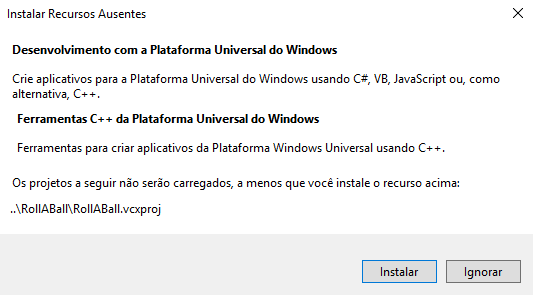 Instalar Recursos Ausentes
Desenvolvimento com a Plataforma Universal do Windows
Crie aplicativos para a Plataforma Universal do Windows usando C#, VB, JavaScript ou, como
alternativa, C++.
Ferramentas C++ da Plataforma Universal do Windows
Ferramentas para criar aplicativos da Plataforma Windows Universal usando C++.
Os projetos a seguir não serão carregados, a menos que você instale o recurso acima:
..\RollABall\RollABall.vcxproj
Instalar
Ignorar